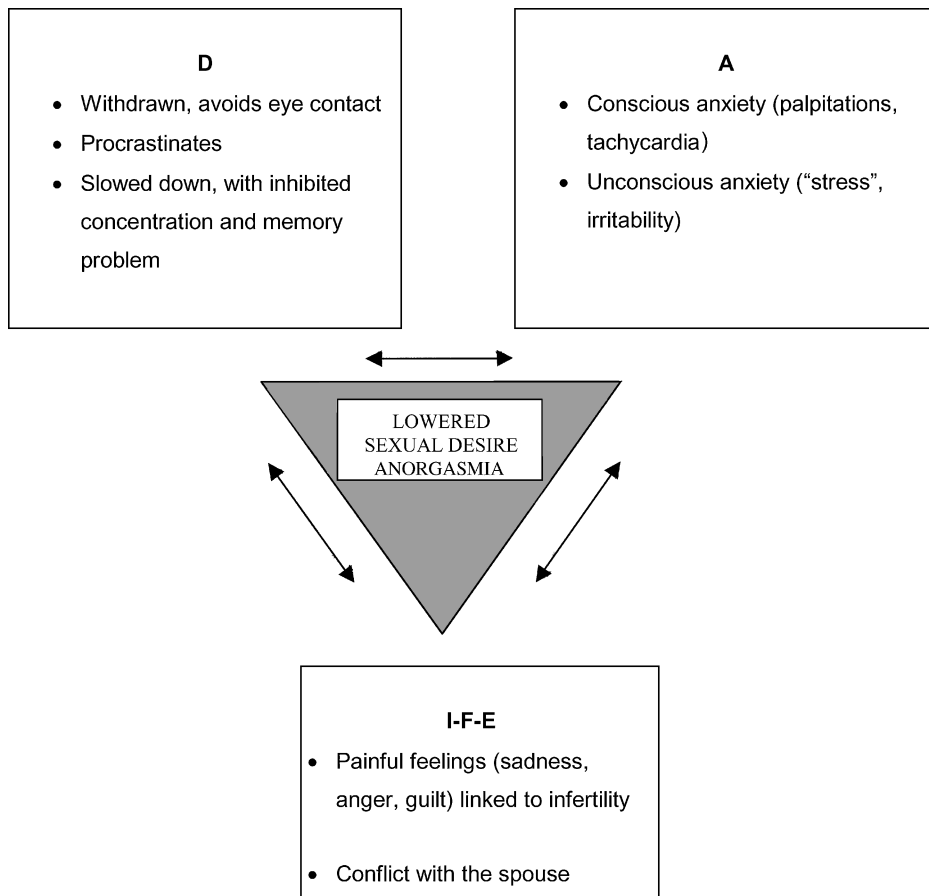 D
• Withdrawn, avoids eye contact
• Procrastinates
• Slowed down, with inhibited
concentration and memory
problem
A
• Conscious anxiety (palpitations,
tachycardia)
• Unconscious anxiety (“stress”,
irritability)
LOWERED
SEXUAL DESIRE
ANORGASMIA
I-F-E
• Painful feelings (sadness,
anger, guilt) linked to infertility
• Conflict with the spouse